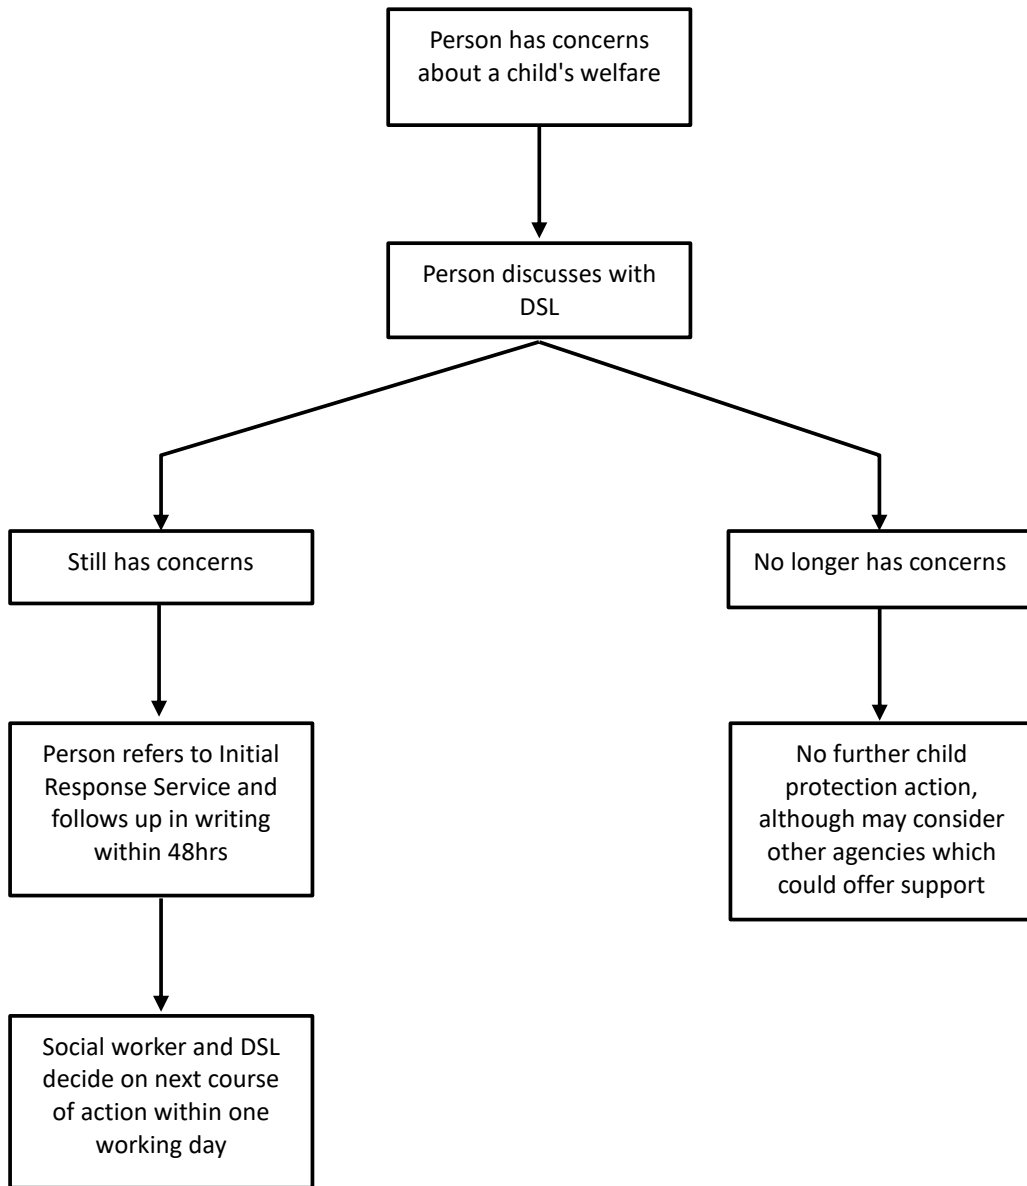 Person has concerns
about a child's welfare
Person discusses with
DSL
Still has concerns
No longer has concerns
Person refers to Initial
Response Service and
follows up in writing
within 48hrs
No further child
protection action,
although may consider
other agencies which
could offer support
Social worker and DSL
decide on next course
of action within one
working day